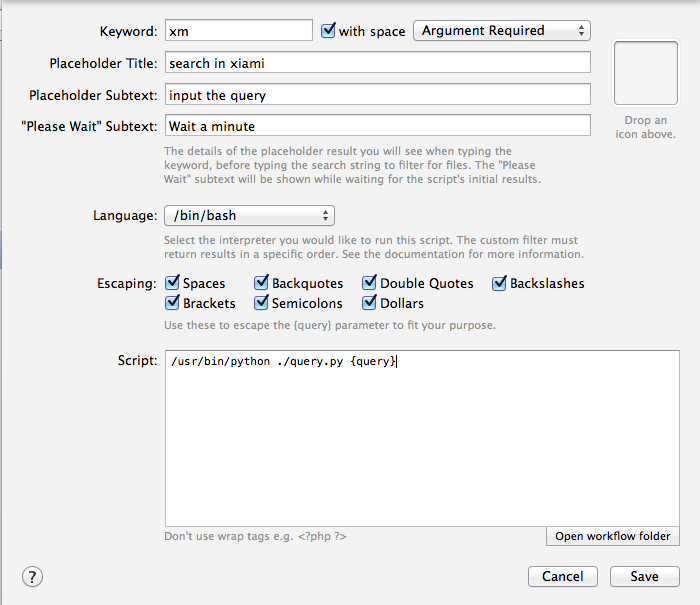 Keyword: xm with space Argument Required
Placeholder Title: search in xiami
Placeholder Subtext: input the query
"Please Wait" Subtext: Wait a minute
Drop an
icon above.
The details of the placeholder result you will see when typing the
keyword, before typing the search string to filter for files. The "Please
Wait" subtext will be shown while waiting for the script's initial results.
Language: /bin/bash
Select the interpreter you would like to run this script. The custom filter must
return results in a specific order. See the documentation for more information.
Escaping: Spaces Backquotes Double Quotes Backslashes
Brackets Semicolons Dollars
Use these to escape the {query} parameter to fit your purpose.
Script: /usr/bin/python ./query.py {query}
Don't use wrap tags e.g. <?php ?> Open workflow folder
? Cancel Save